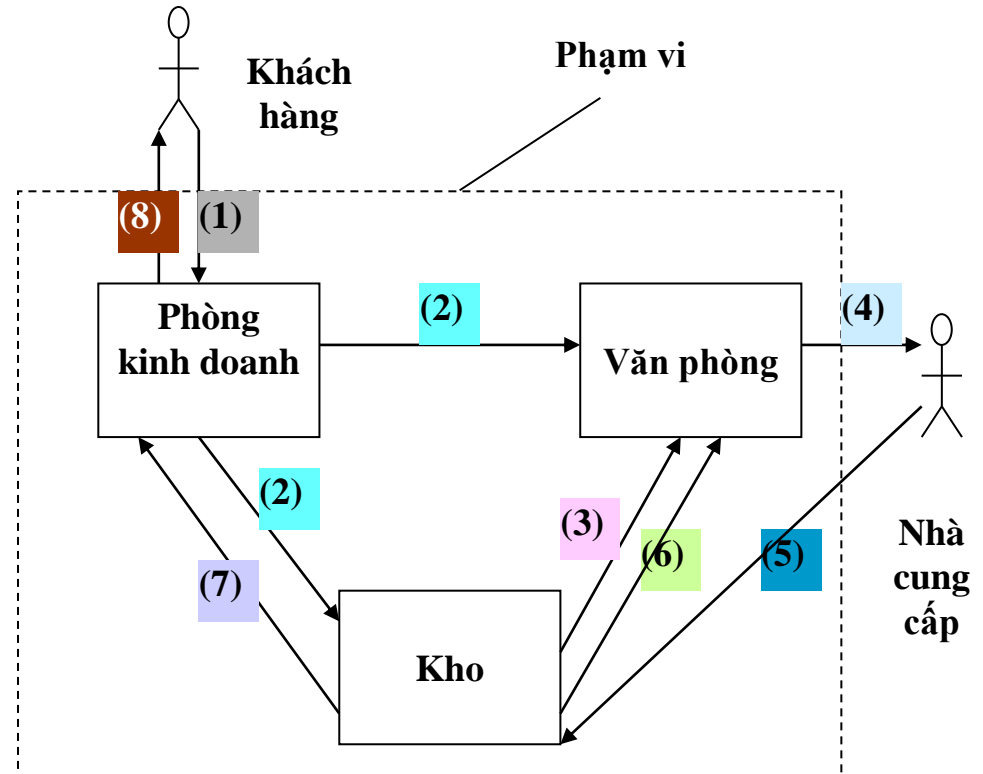 Phạm vi
Khách
hàng
(8)
(1)
Phòng
kinh doanh
(2)
Văn phòng
(4)
(2)
(3)
(6)
(5)
(7)
Nhà
cung
cấp
Kho